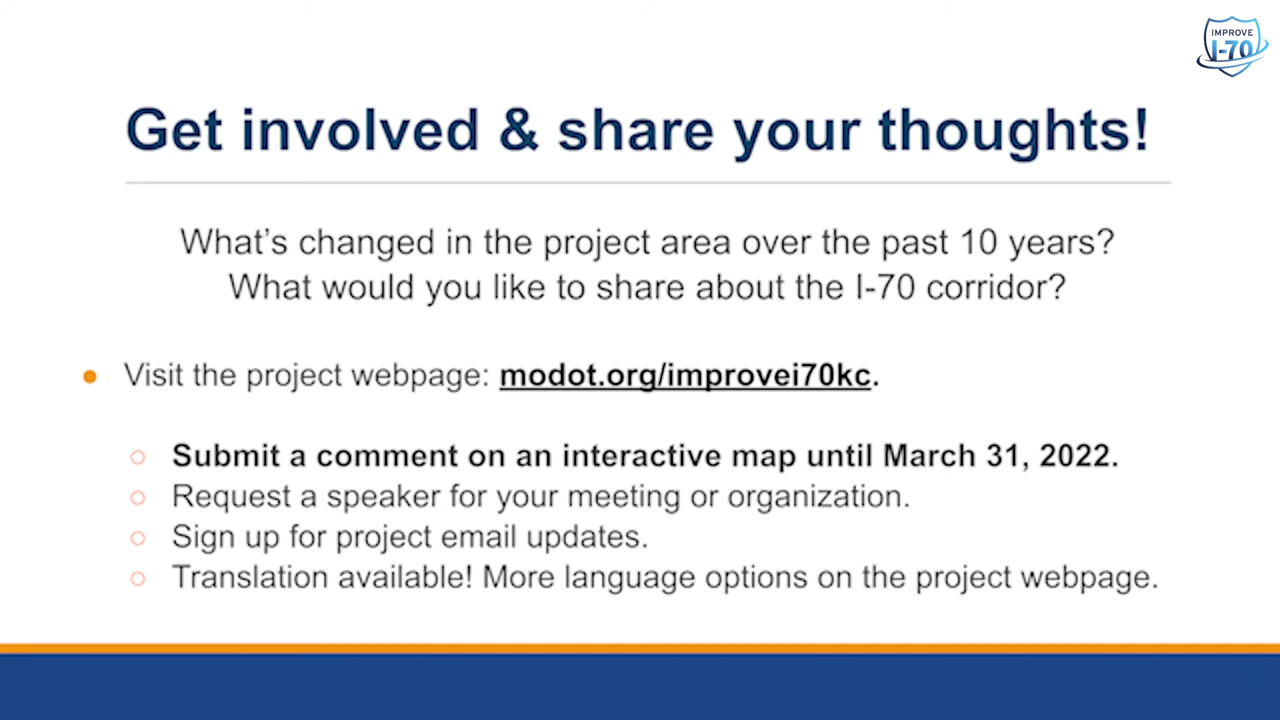 IMPROVE
I-70
Get involved & share your thoughts!
What's changed in the project area over the past 10 years?
What would you like to share about the I-70 corridor?
Visit the project webpage: modot.org/improvei70kc.
Submit a comment on an interactive map until March 31, 2022.
Request a speaker for your meeting or organization.
Sign up for project email updates.
Translation available! More language options on the project webpage.